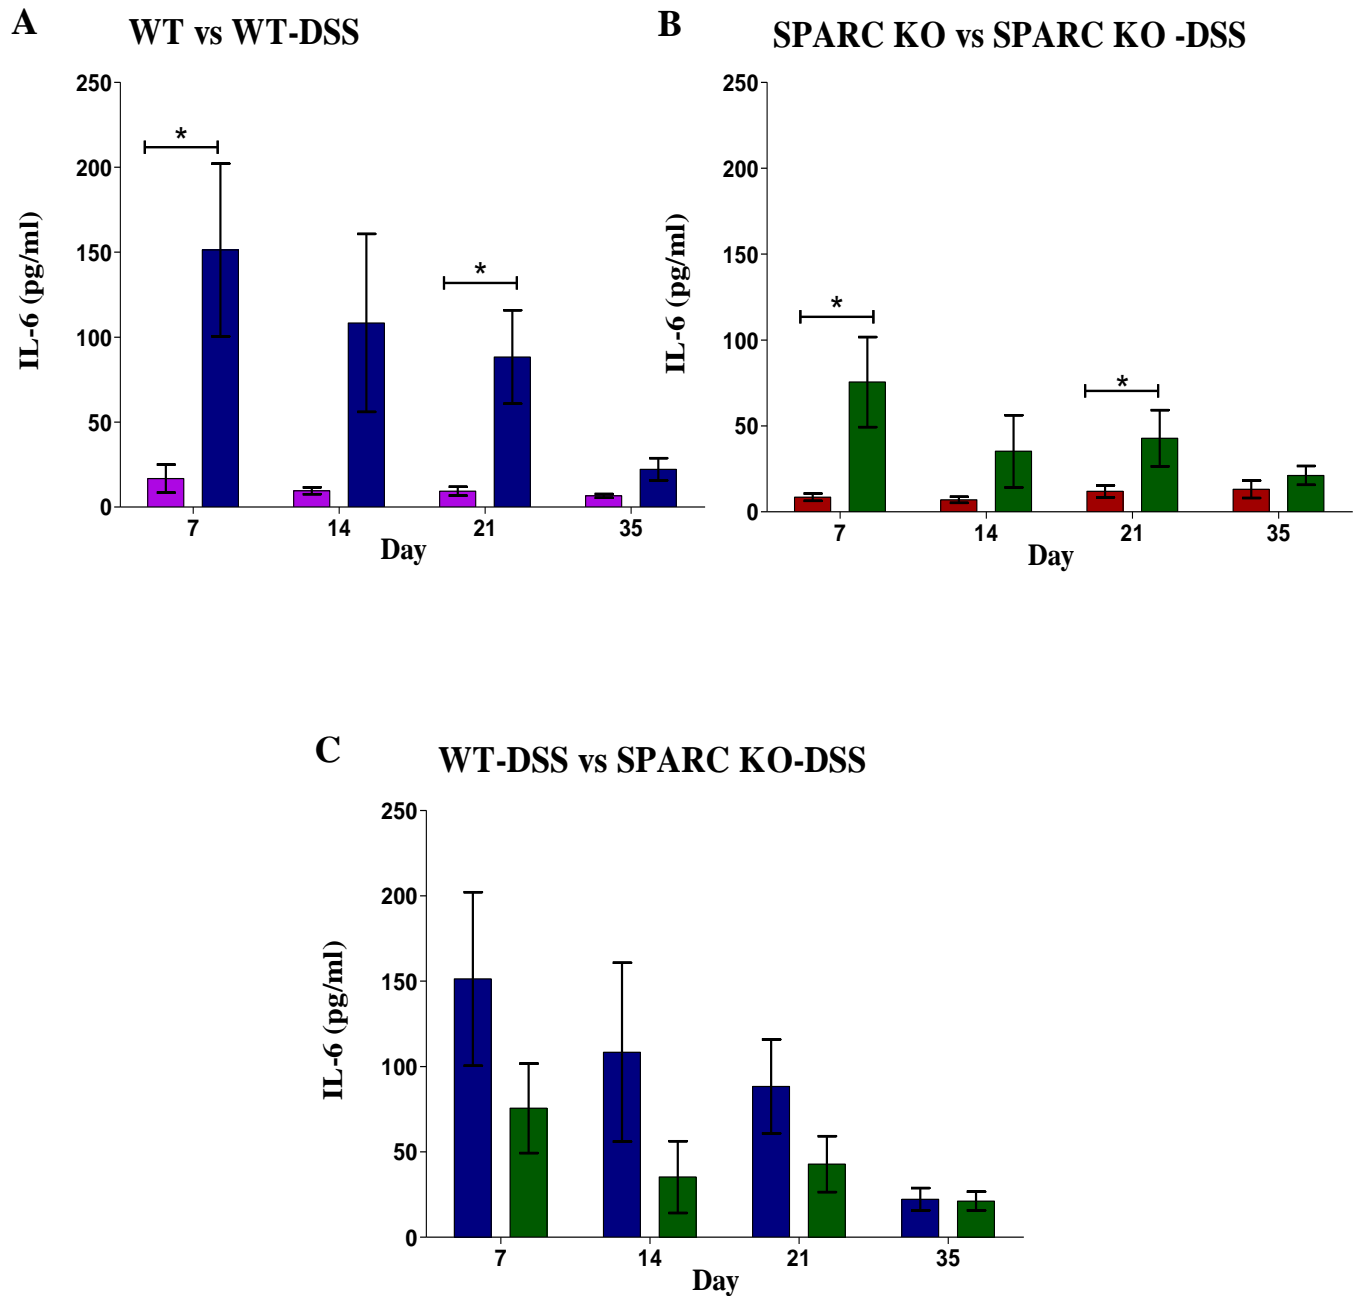 A
WT vs WT-DSS
250
200
150
100
50
0
IL-6 (pg/ml)
*
*
7 14 21 35
Day
B
SPARC KO vs SPARC KO -DSS
250
200
150
100
50
0
IL-6 (pg/ml)
*
*
7 14 21 35
Day
C
WT-DSS vs SPARC KO-DSS
250
200
150
100
50
0
IL-6 (pg/ml)
7 14 21 35
Day